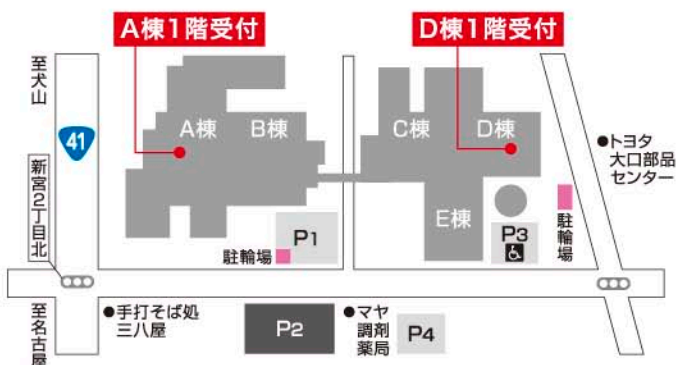 A棟1階受付
D棟1階受付
至犬山
41
新宮2丁目北
至名古屋
A棟
B棟
C棟
D棟
E棟
P1
駐輪場
P3
駐輪場
トヨタ
大口部品
センター
手打そば処
三八屋
P2
マヤ
調剤
薬局
P4